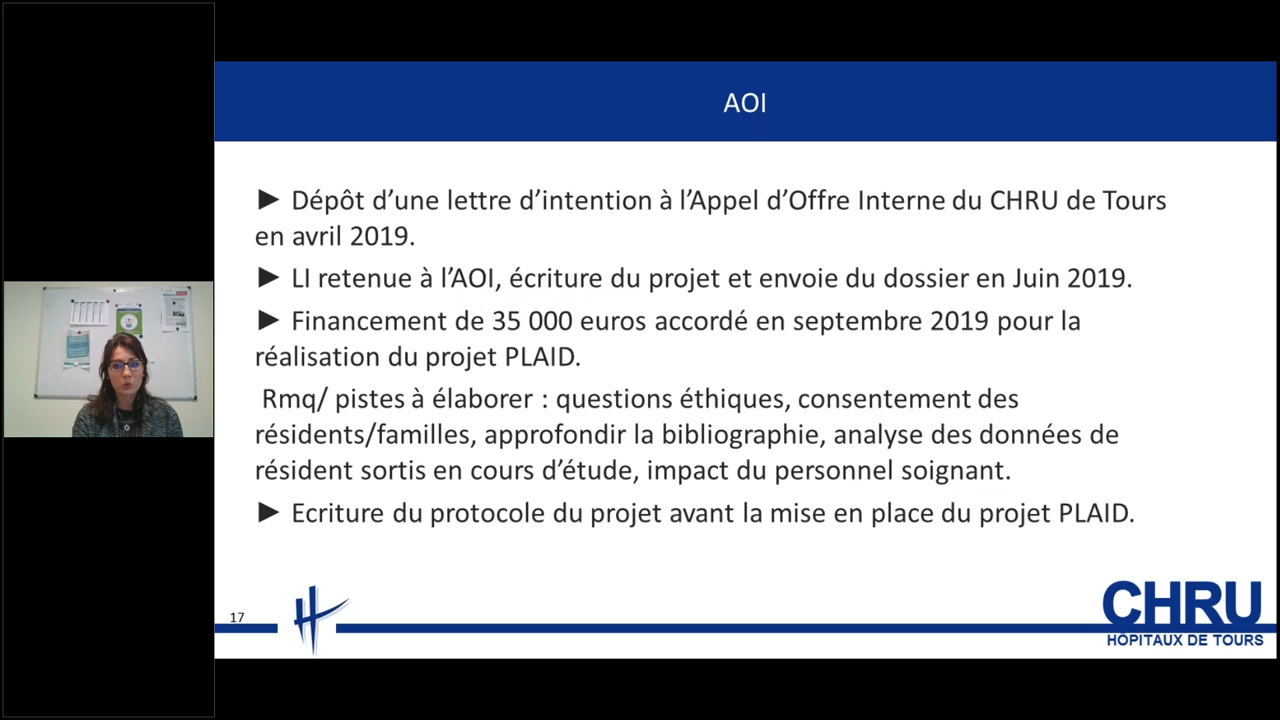 AOI
► Dépôt d’une lettre d’intention à l’Appel d’Offre Interne du CHRU de Tours
en avril 2019.
► LI retenue à l’AOI, écriture du projet et envoie du dossier en Juin 2019.
► Financement de 35 000 euros accordé en septembre 2019 pour la
réalisation du projet PLAID.
Rmq/ pistes à élaborer : questions éthiques, consentement des
résidents/familles, approfondir la bibliographie, analyse des données de
résident sortis en cours d’étude, impact du personnel soignant.
► Ecriture du protocole du projet avant la mise en place du projet PLAID.
17
CHRU
HÔPITAUX DE TOURS